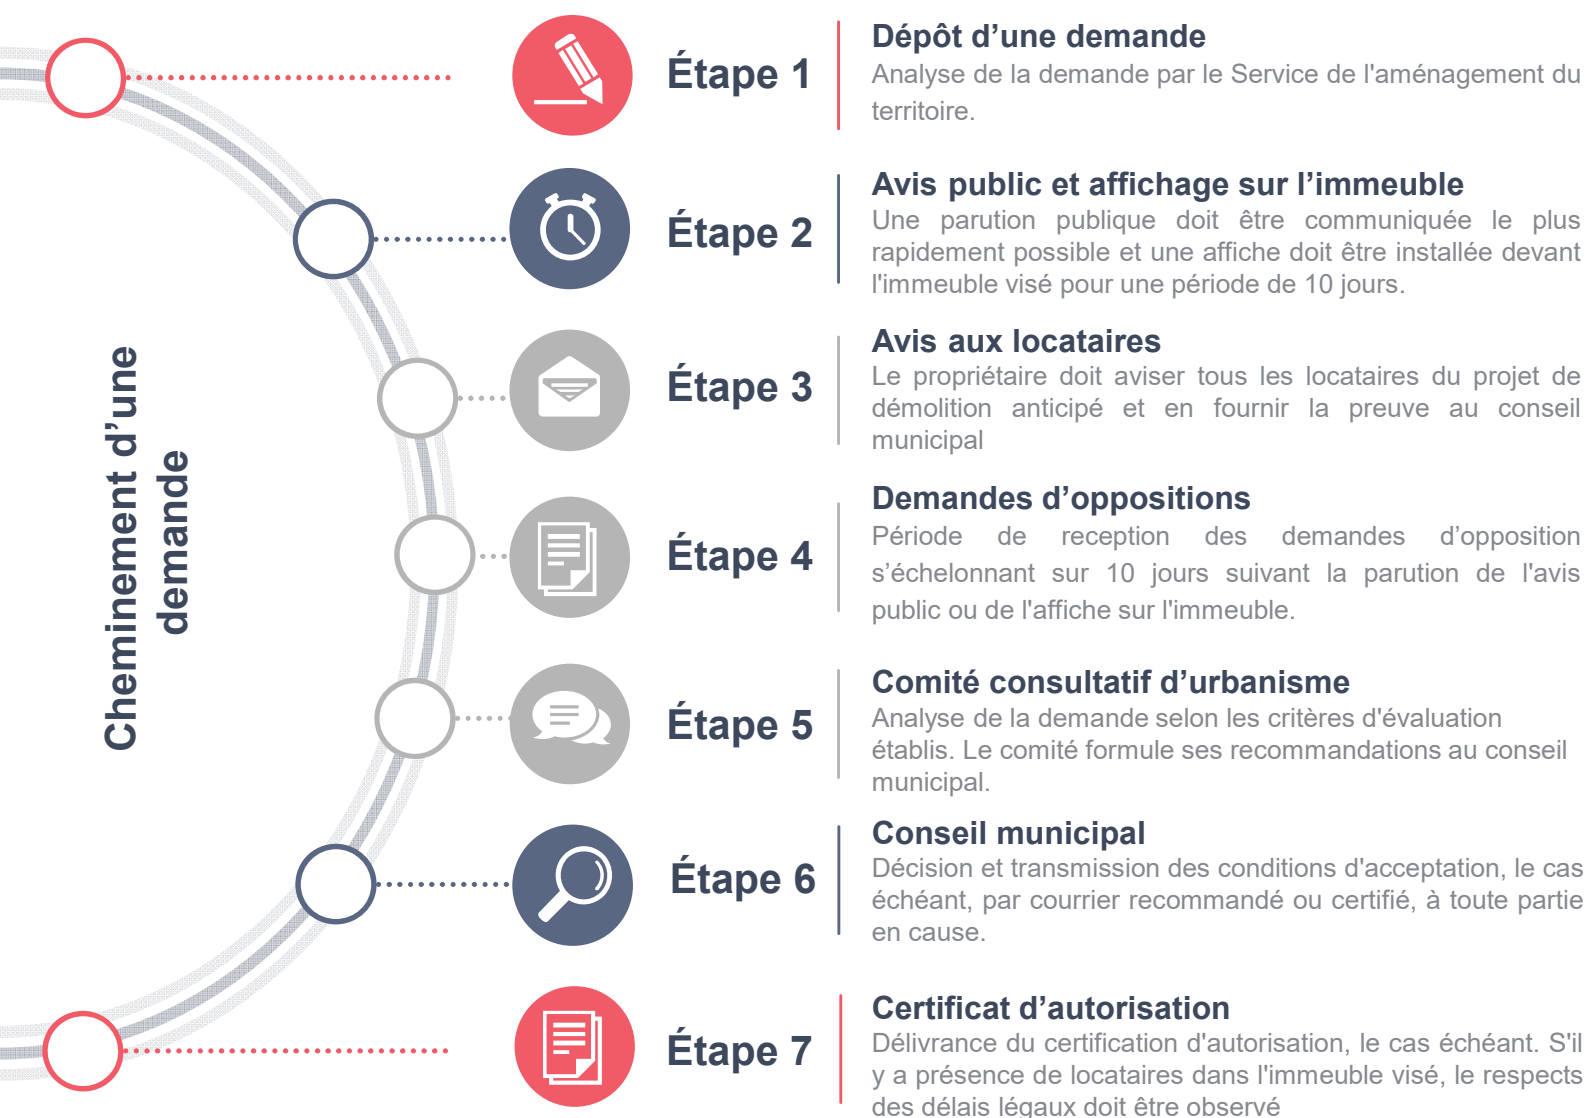 Cheminement d’une
demande
Étape 1
Dépôt d’une demande
Analyse de la demande par le Service de l'aménagement du
territoire.
Étape 2
Avis public et affichage sur l’immeuble
Une parution publique doit être communiquée le plus
rapidement possible et une affiche doit être installée devant
l'immeuble visé pour une période de 10 jours.
Étape 3
Avis aux locataires
Le propriétaire doit aviser tous les locataires du projet de
démolition anticipé et en fournir la preuve au conseil
municipal
Étape 4
Demandes d’oppositions
Période de reception des demandes d’opposition
s’échelonnant sur 10 jours suivant la parution de l'avis
public ou de l'affiche sur l'immeuble.
Étape 5
Comité consultatif d’urbanisme
Analyse de la demande selon les critères d'évaluation
établis. Le comité formule ses recommandations au conseil
municipal.
Étape 6
Conseil municipal
Décision et transmission des conditions d'acceptation, le cas
échéant, par courrier recommandé ou certifié, à toute partie
en cause.
Étape 7
Certificat d’autorisation
Délivrance du certification d'autorisation, le cas échéant. S'il
y a présence de locataires dans l'immeuble visé, le respects
des délais légaux doit être observé